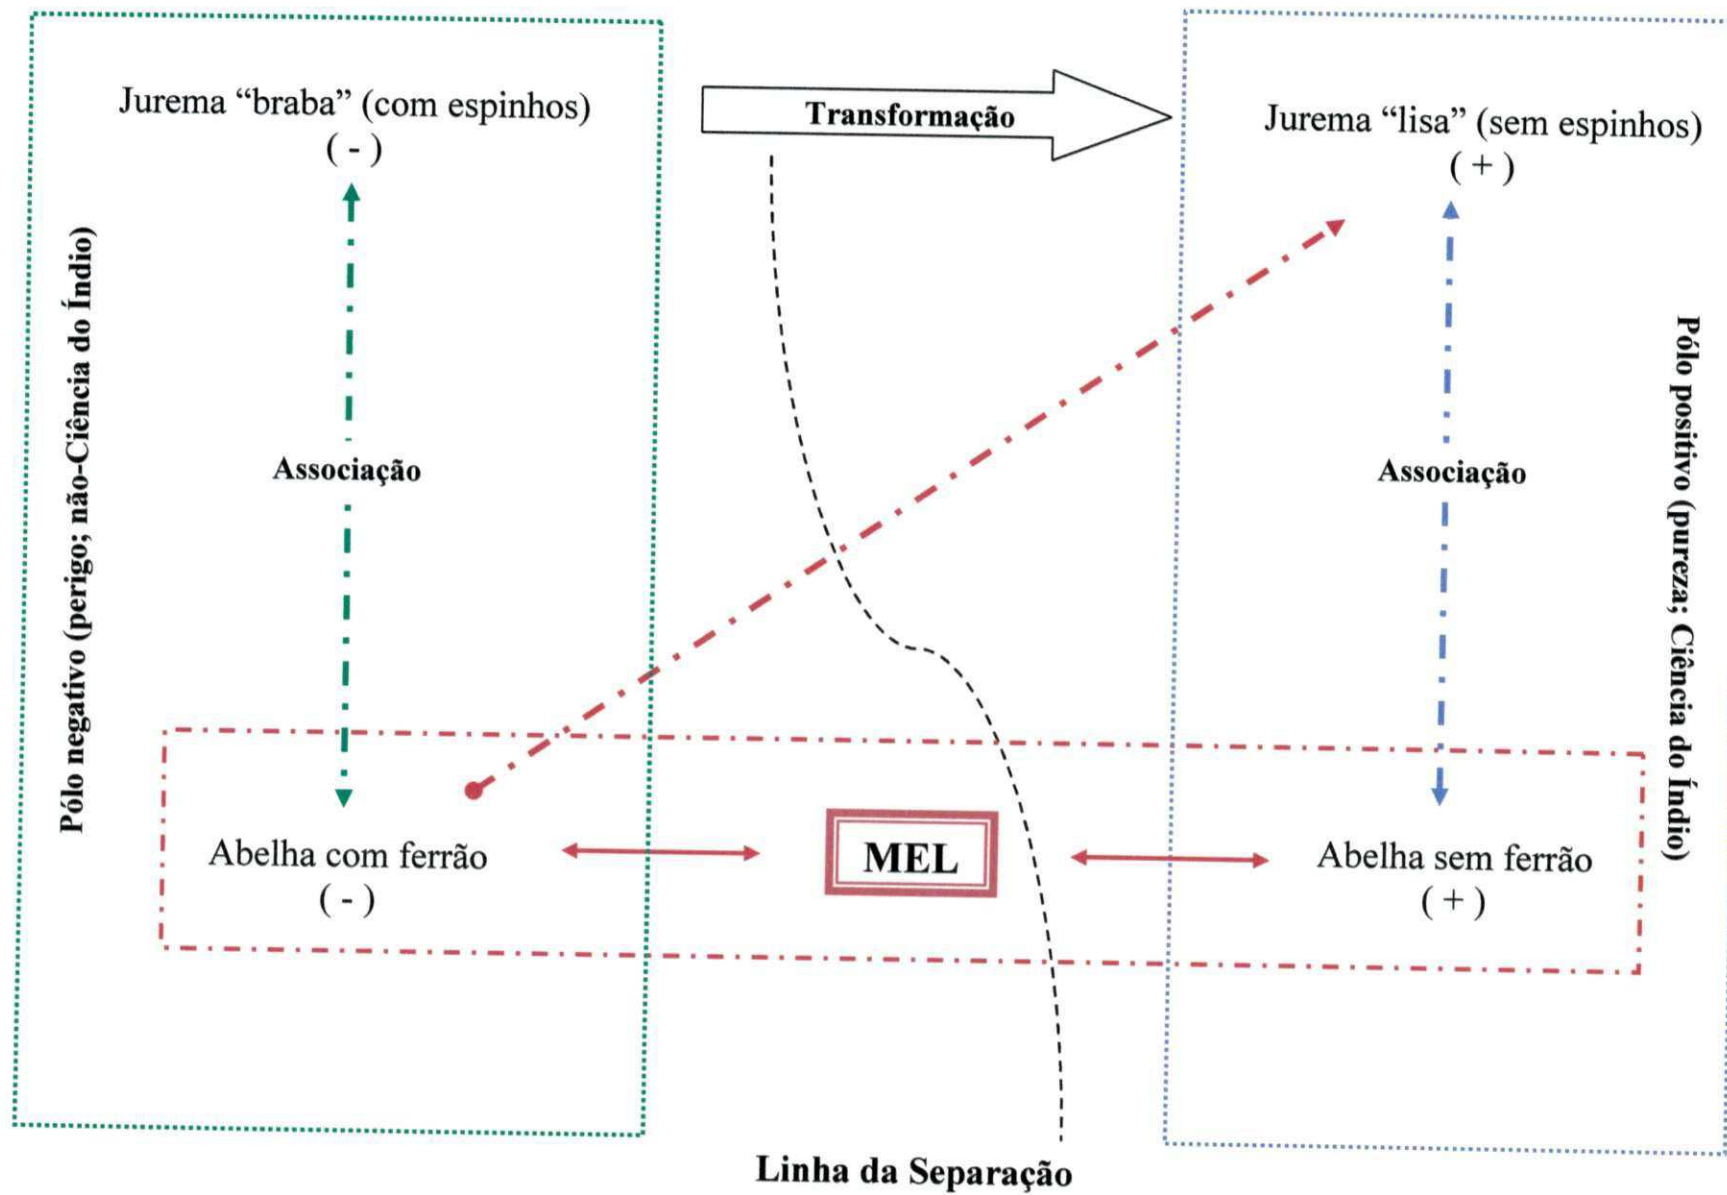 Jurema “braba” (com espinhos)
( - )
Transformação
Jurema “lisa” (sem espinhos)
( + )
Pólo negativo (perigo; não-Ciência do Índio)
Associação
Associação
Pólo positivo (pureza; Ciência do Índio)
Abelha com ferrão
( - )
MEL
Abelha sem ferrão
( + )
Linha da Separação